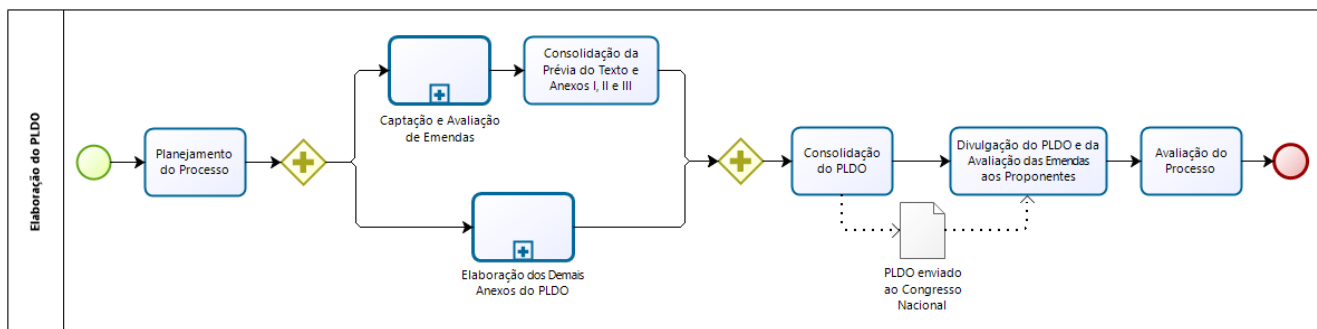 Elaboração do PLDO
Planejamento
do Processo
Captação e Avaliação
de Emendas
Consolidação da
Prévia do Texto e
Anexos I, II e III
Elaboração dos Demais
Anexos do PLDO
Consolidação
do PLDO
Divulgação do PLDO e da
Avaliação das Emendas
aos Proponentes
Avaliação do
Processo
PLDO enviado
ao Congresso
Nacional